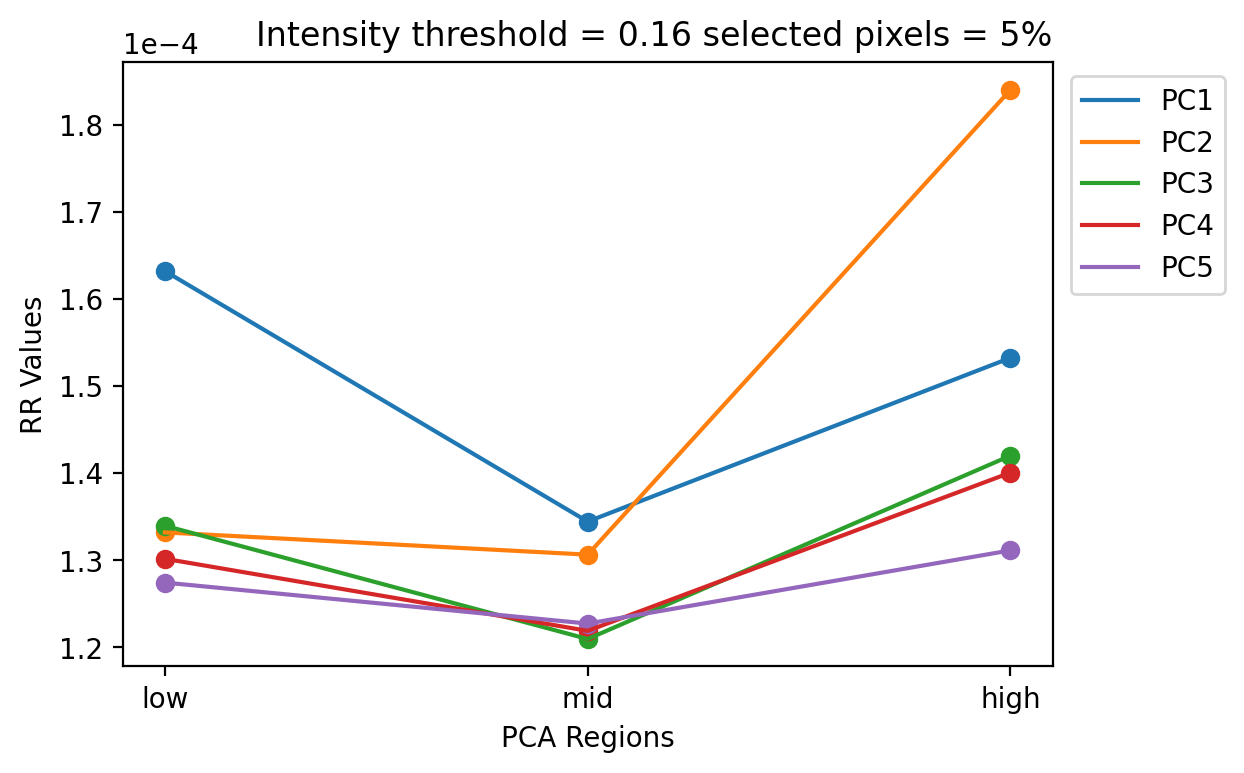 Intensity threshold = 0.16 selected pixels = 5%
1e−4
1.8
1.7
1.6
1.5
1.4
1.3
1.2
RR Values
low mid high
PCA Regions
PC1
PC2
PC3
PC4
PC5